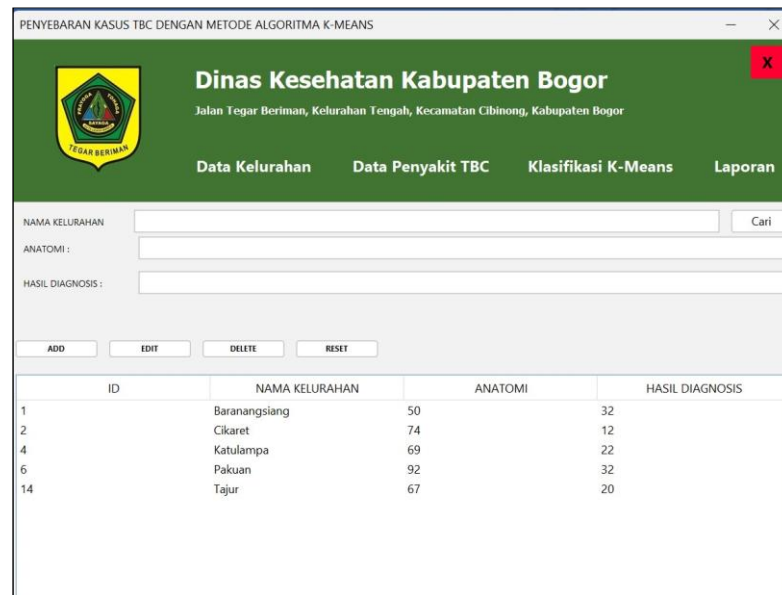 PENYEBARAN KASUS TBC DENGAN METODE ALGORITMA K-MEANS
X
Dinas Kesehatan Kabupaten Bogor
Jalan Tegar Beriman, Kelurahan Tengah, Kecamatan Cibinong, Kabupaten Bogor
TEGAR BERIMAN
Data Kelurahan Data Penyakit TBC Klasifikasi K-Means Laporan
NAMA KELURAHAN Cari
ANATOMI :
HASIL DIAGNOSIS :
ADD EDIT DELETE RESET
ID NAMA KELURAHAN ANATOMI HASIL DIAGNOSIS
1 Baranangsiang 50 32
2 Cikaret 74 12
4 Katulampa 69 22
6 Pakuan 92 32
14 Tajur 67 20